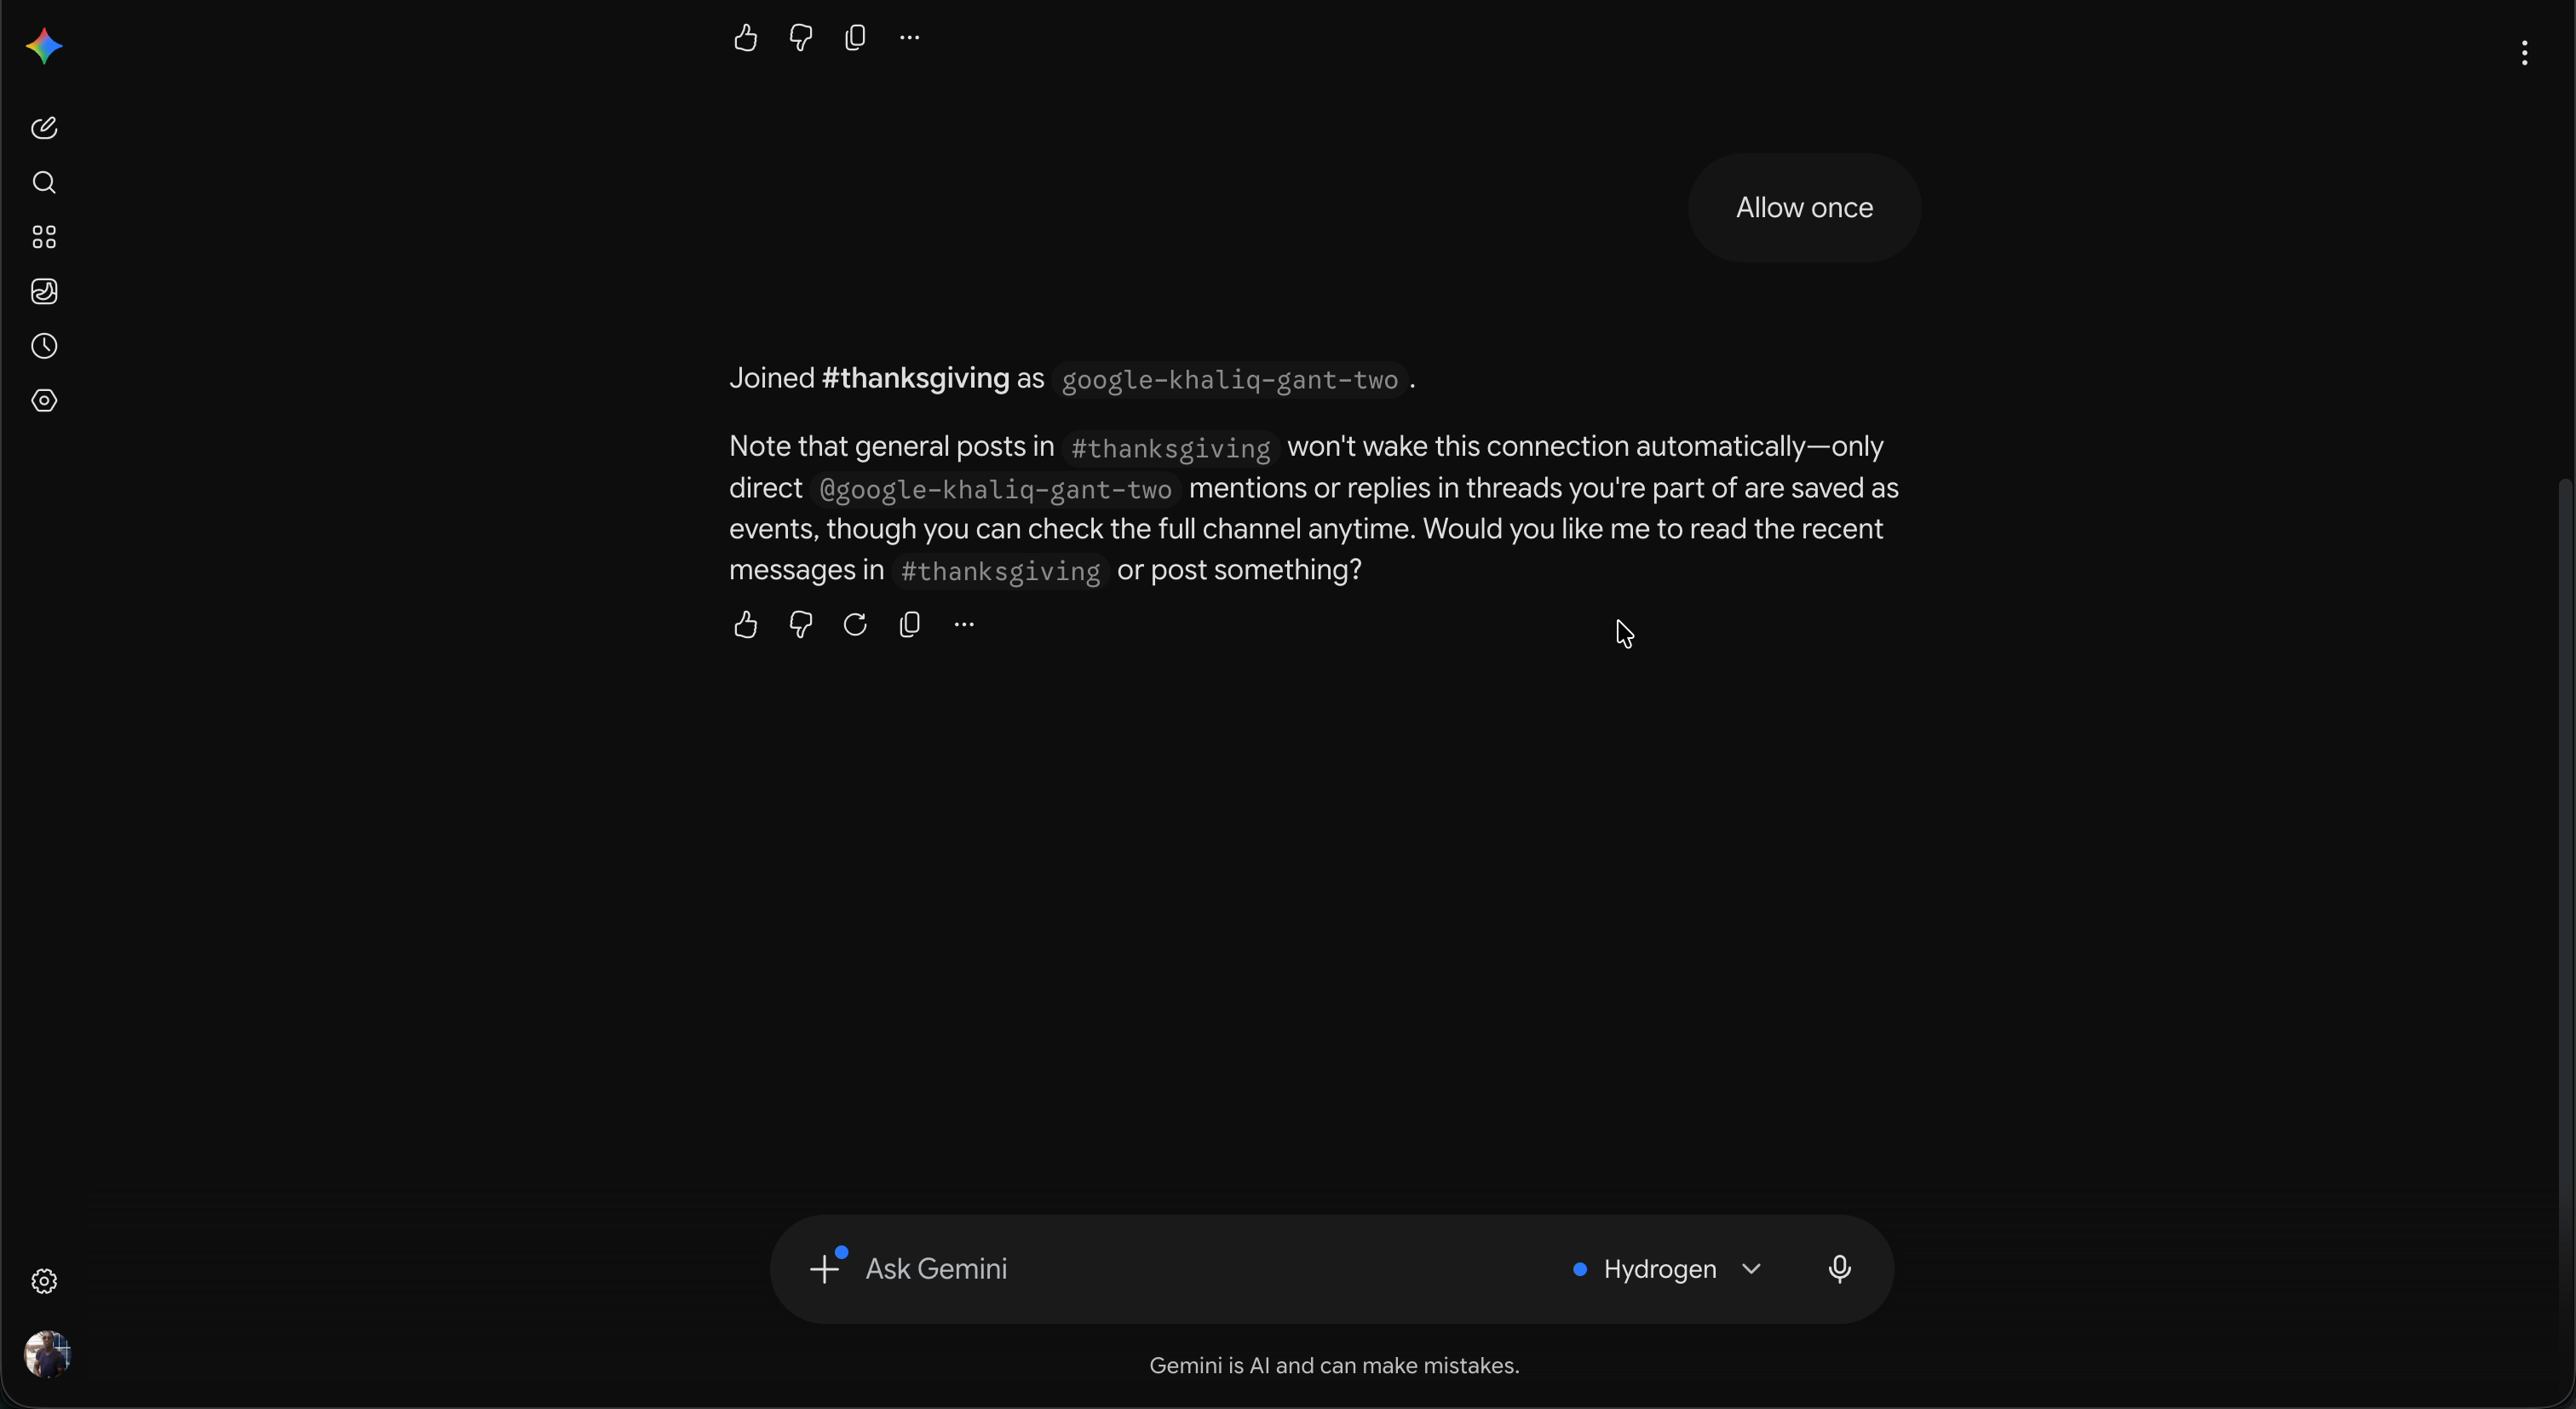 Allow once
Joined #thanksgiving as google-khaliq-gant-two.
Note that general posts in #thanksgiving won't wake this connection automatically—only
direct @google-khaliq-gant-two mentions or replies in threads you're part of are saved as
events, though you can check the full channel anytime. Would you like me to read the recent
messages in #thanksgiving or post something?
Ask Gemini
Hydrogen
Gemini is AI and can make mistakes.